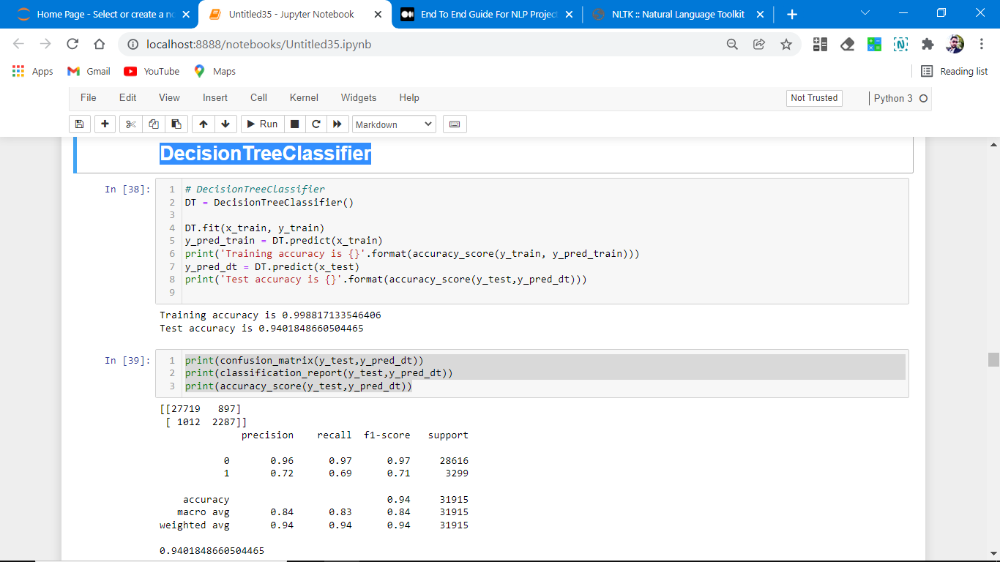 Home Page - Select or create a n
Untitled35 - Jupyter Notebook
End To End Guide For NLP Project
NLTK :: Natural Language Toolkit
localhost:8888/notebooks/Untitled35.ipynb
Apps Gmail YouTube Maps Reading list
File Edit View Insert Cell Kernel Widgets Help Not Trusted Python 3
Run Markdown
DecisionTreeClassifier
In [38]:
1 # DecisionTreeClassifier
2 DT = DecisionTreeClassifier()
3
4 DT.fit(x_train, y_train)
5 y_pred_train = DT.predict(x_train)
6 print('Training accuracy is {}'.format(accuracy_score(y_train, y_pred_train)))
7 y_pred_dt = DT.predict(x_test)
8 print('Test accuracy is {}'.format(accuracy_score(y_test,y_pred_dt)))
9
Training accuracy is 0.998817133546406
Test accuracy is 0.9401848660504465
In [39]:
1 print(confusion_matrix(y_test,y_pred_dt))
2 print(classification_report(y_test,y_pred_dt))
3 print(accuracy_score(y_test,y_pred_dt))
[[27719 897]
[ 1012 2287]]
precision recall f1-score support
0 0.96 0.97 0.97 28616
1 0.72 0.69 0.71 3299
accuracy 0.94 31915
macro avg 0.84 0.83 0.84 31915
weighted avg 0.94 0.94 0.94 31915
0.9401848660504465